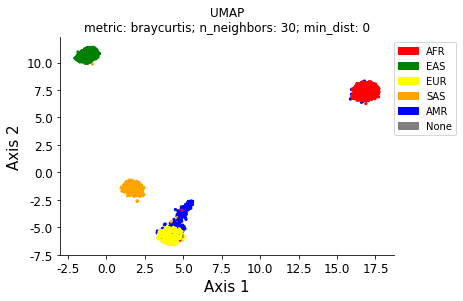 UMAP
metric: braycurtis; n_neighbors: 30; min_dist: 0
AFR
EAS
EUR
SAS
AMR
None
Axis 2
10.0
7.5
5.0
2.5
0.0
-2.5
-5.0
-7.5
-2.5 0.0 2.5 5.0 7.5 10.0 12.5 15.0 17.5
Axis 1